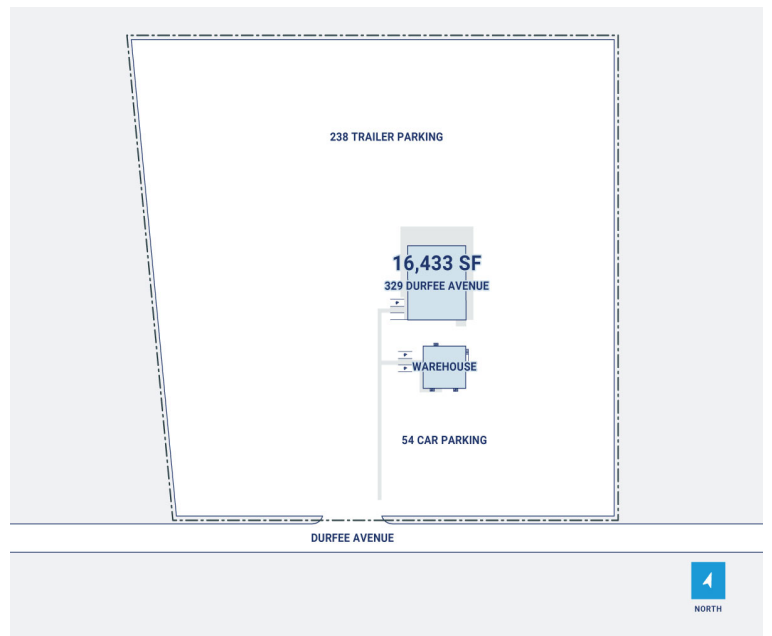 238 TRAILER PARKING
16,433 SF
329 DURFEE AVENUE
WAREHOUSE
54 CAR PARKING
DURFEE AVENUE
NORTH